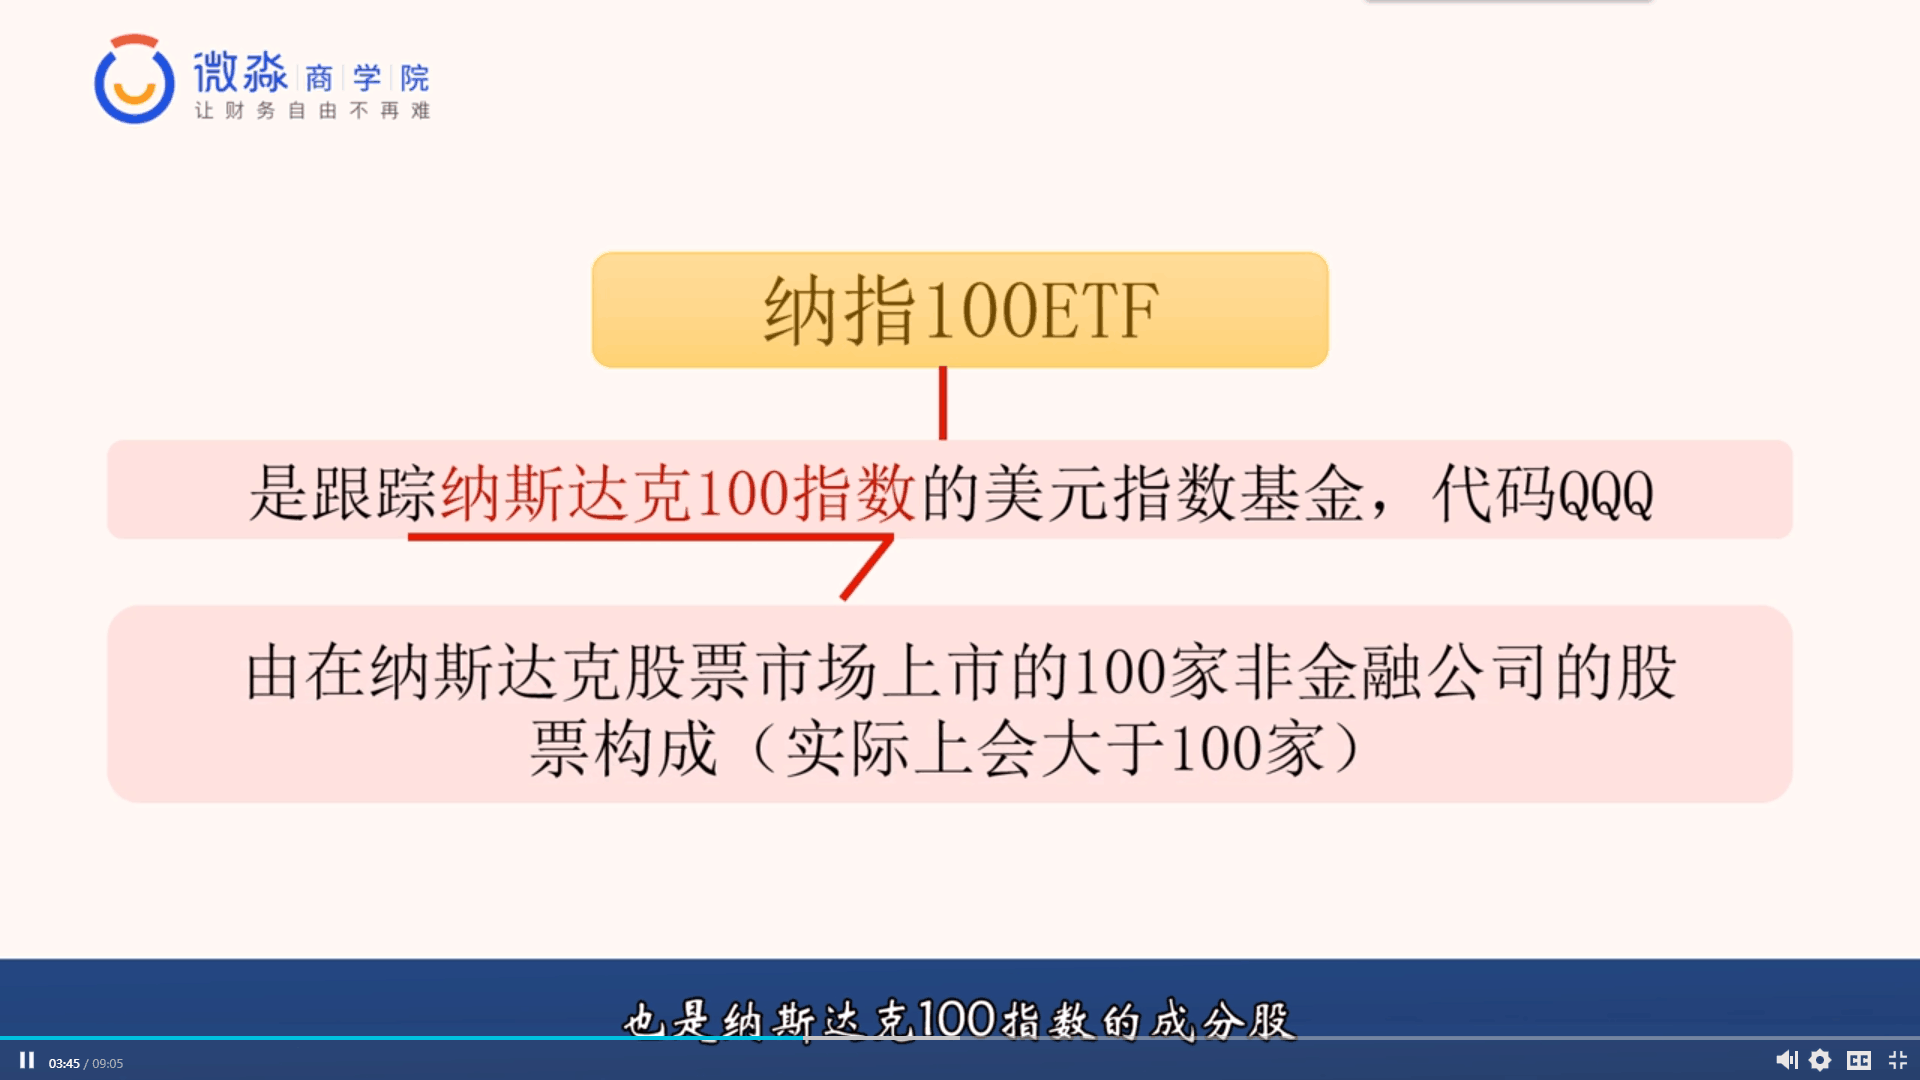 微淼商学院
让财务自由不再难
纳指100ETF
是跟踪纳斯达克100指数的美元指数基金，代码QQQ
由在纳斯达克股票市场上市的100家非金融公司的股
票构成（实际上会大于100家）
也是纳斯达克100指数的成分股
03:45 / 09:05
CC